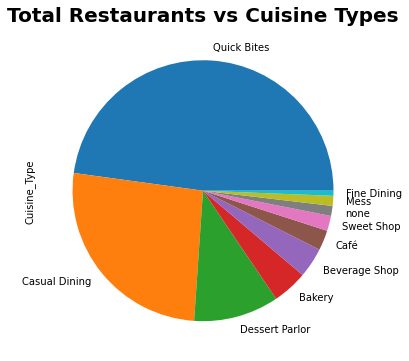 Total Restaurants vs Cuisine Types
Quick Bites
Cuisine_Type
Fine Dining
Mess
none
Sweet Shop
Café
Beverage Shop
Bakery
Dessert Parlor
Casual Dining